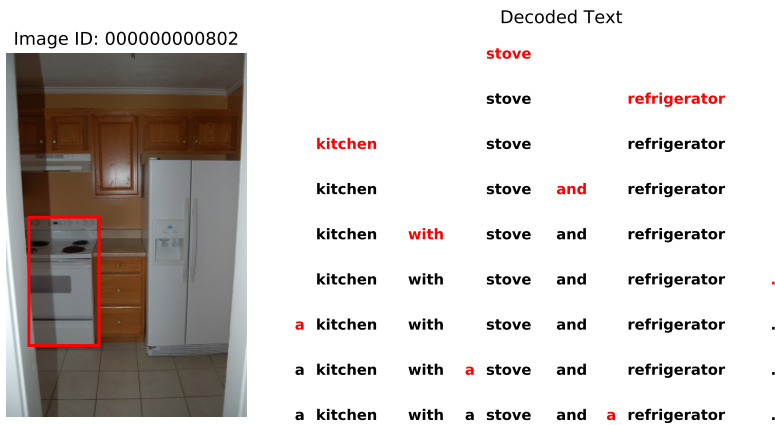 Decoded Text
Image ID: 000000000802
stove
stove refrigerator
kitchen stove refrigerator
kitchen stove and refrigerator
kitchen with stove and refrigerator
kitchen with stove and refrigerator .
a kitchen with stove and refrigerator .
a kitchen with a stove and refrigerator .
a kitchen with a stove and a refrigerator .